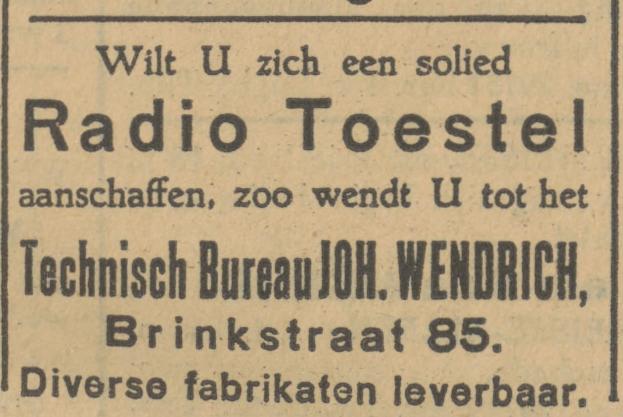 Wilt U zich een solied
Radio Toestel
aanschaffen, zoo wendt U tot het
Technisch Bureau JOH. WENDRICH,
Brinkstraat 85.
Diverse fabrikaten leverbaar.